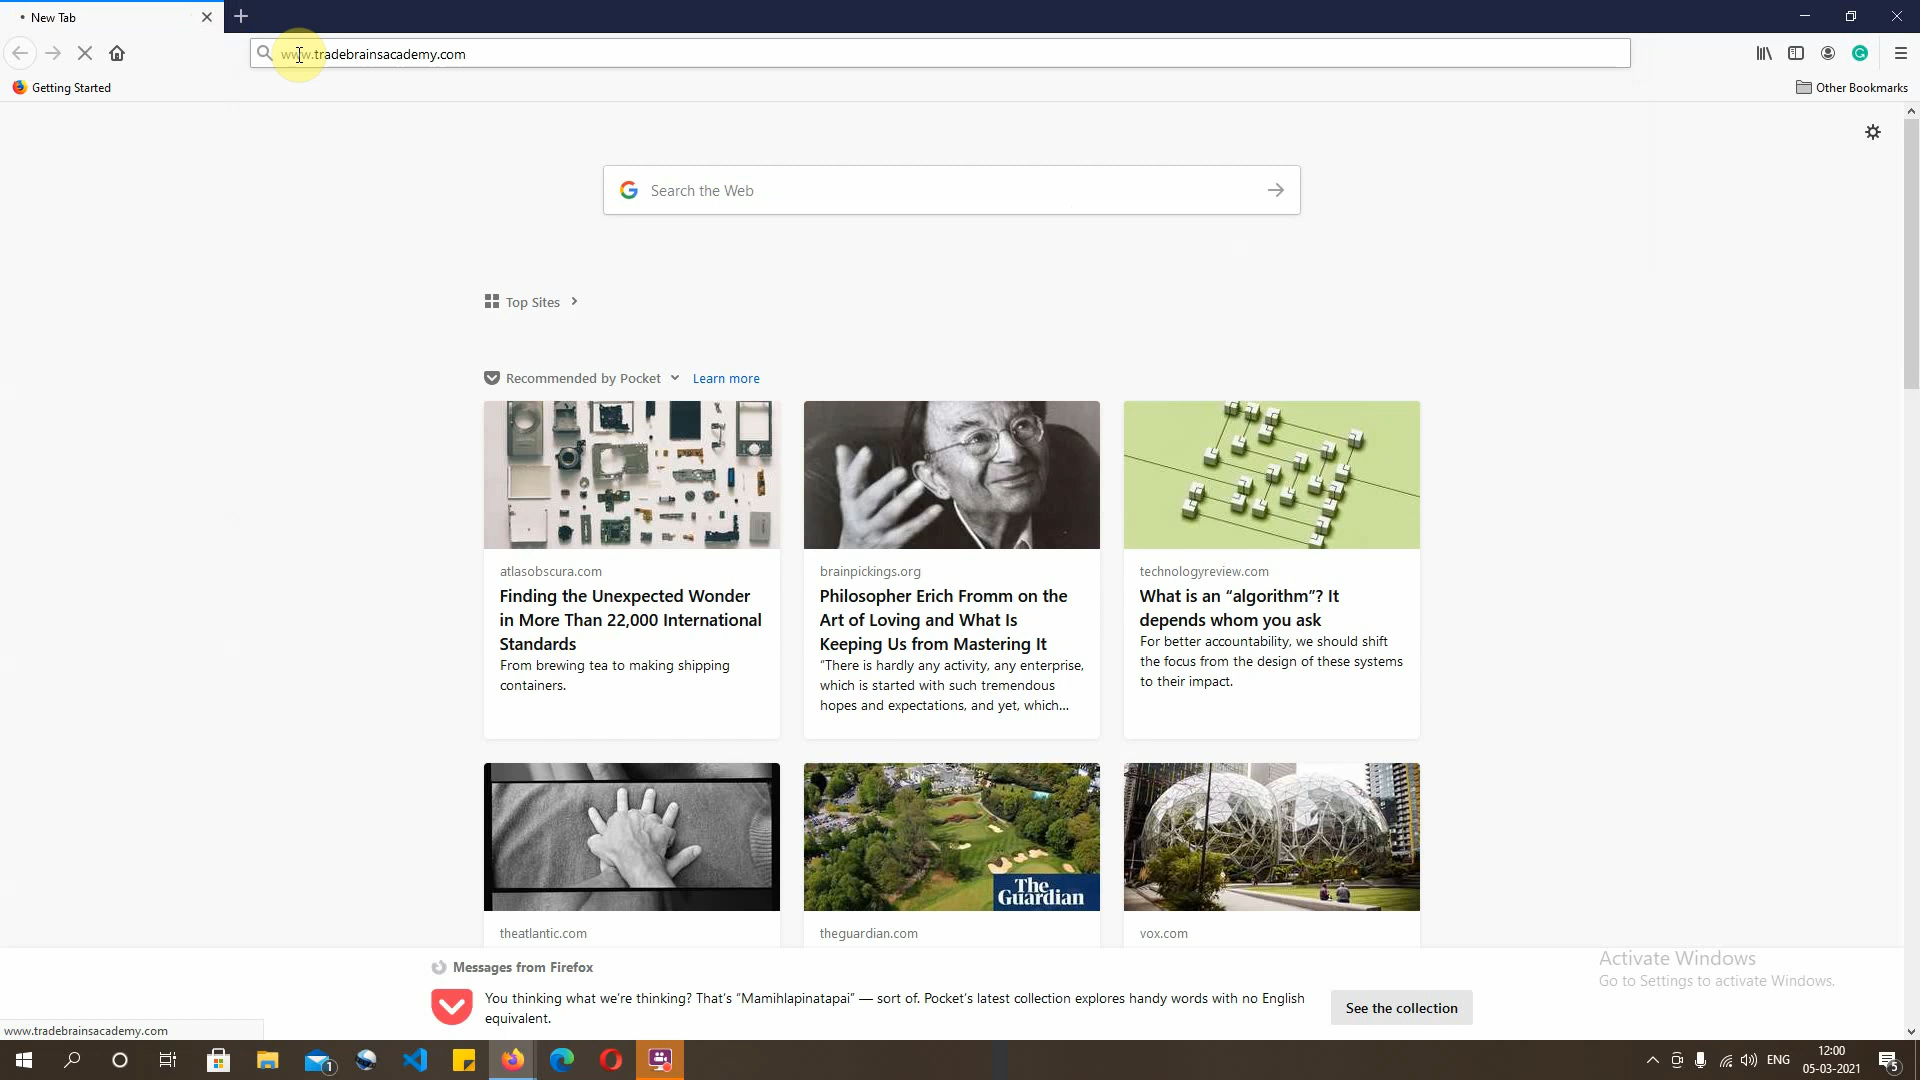 New Tab
www.tradebrainsacademy.com
Getting Started
Other Bookmarks
Search the Web
Top Sites
Recommended by Pocket
Learn more
atlasobscura.com
Finding the Unexpected Wonder
in More Than 22,000 International
Standards
From brewing tea to making shipping
containers.
brainpickings.org
Philosopher Erich Fromm on the
Art of Loving and What Is
Keeping Us from Mastering It
“There is hardly any activity, any enterprise,
which is started with such tremendous
hopes and expectations, and yet, which...
technologyreview.com
What is an “algorithm”? It
depends whom you ask
For better accountability, we should shift
the focus from the design of these systems
to their impact.
The
Guardian
theatlantic.com
theguardian.com
vox.com
Activate Windows
Go to Settings to activate Windows.
Messages from Firefox
You thinking what we’re thinking? That’s “Mamihlapinatapai” — sort of. Pocket’s latest collection explores handy words with no English
equivalent.
See the collection
www.tradebrainsacademy.com
1
ENG
12:00
05-03-2021
5